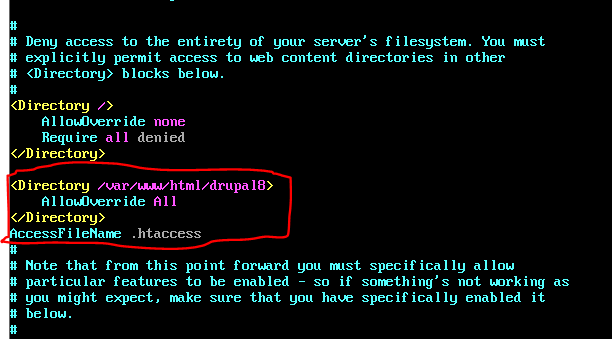 #
# Deny access to the entirety of your server's filesystem. You must
# explicitly permit access to web content directories in other
# <Directory> blocks below.
#
<Directory />
    AllowOverride none
    Require all denied
</Directory>
<Directory /var/www/html/drupal8>
    AllowOverride All
</Directory>
AccessFileName .htaccess
#
# Note that from this point forward you must specifically allow
# particular features to be enabled - so if something's not working as
# you might expect, make sure that you have specifically enabled it
# below.
#